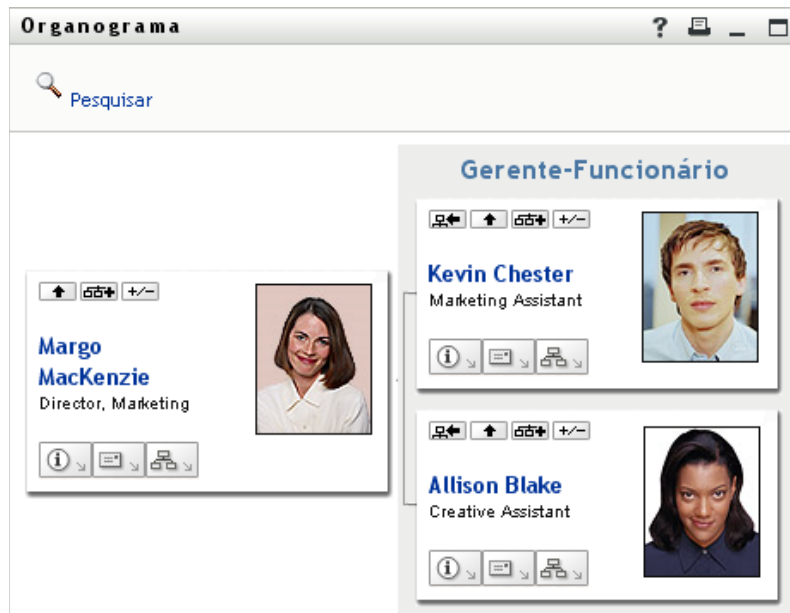 Organograma
Pesquisar
Gerente-Funcionário
Margo
MacKenzie
Director, Marketing
Kevin Chester
Marketing Assistant
Allison Blake
Creative Assistant